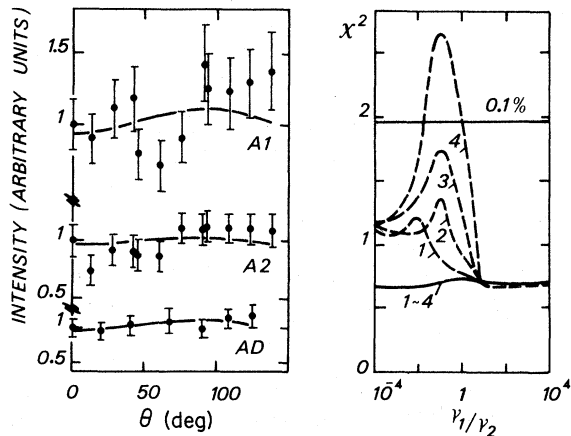 INTENSITY (ARBITRARY UNITS)
1.5
1
A1
1
A2
0.5
1
AD
0.5
0 50 100
θ (deg)
χ²
2
0.1%
4
3
1
2
1
1~4
0
10⁻⁴ 1 10⁴
γ₁/γ₂